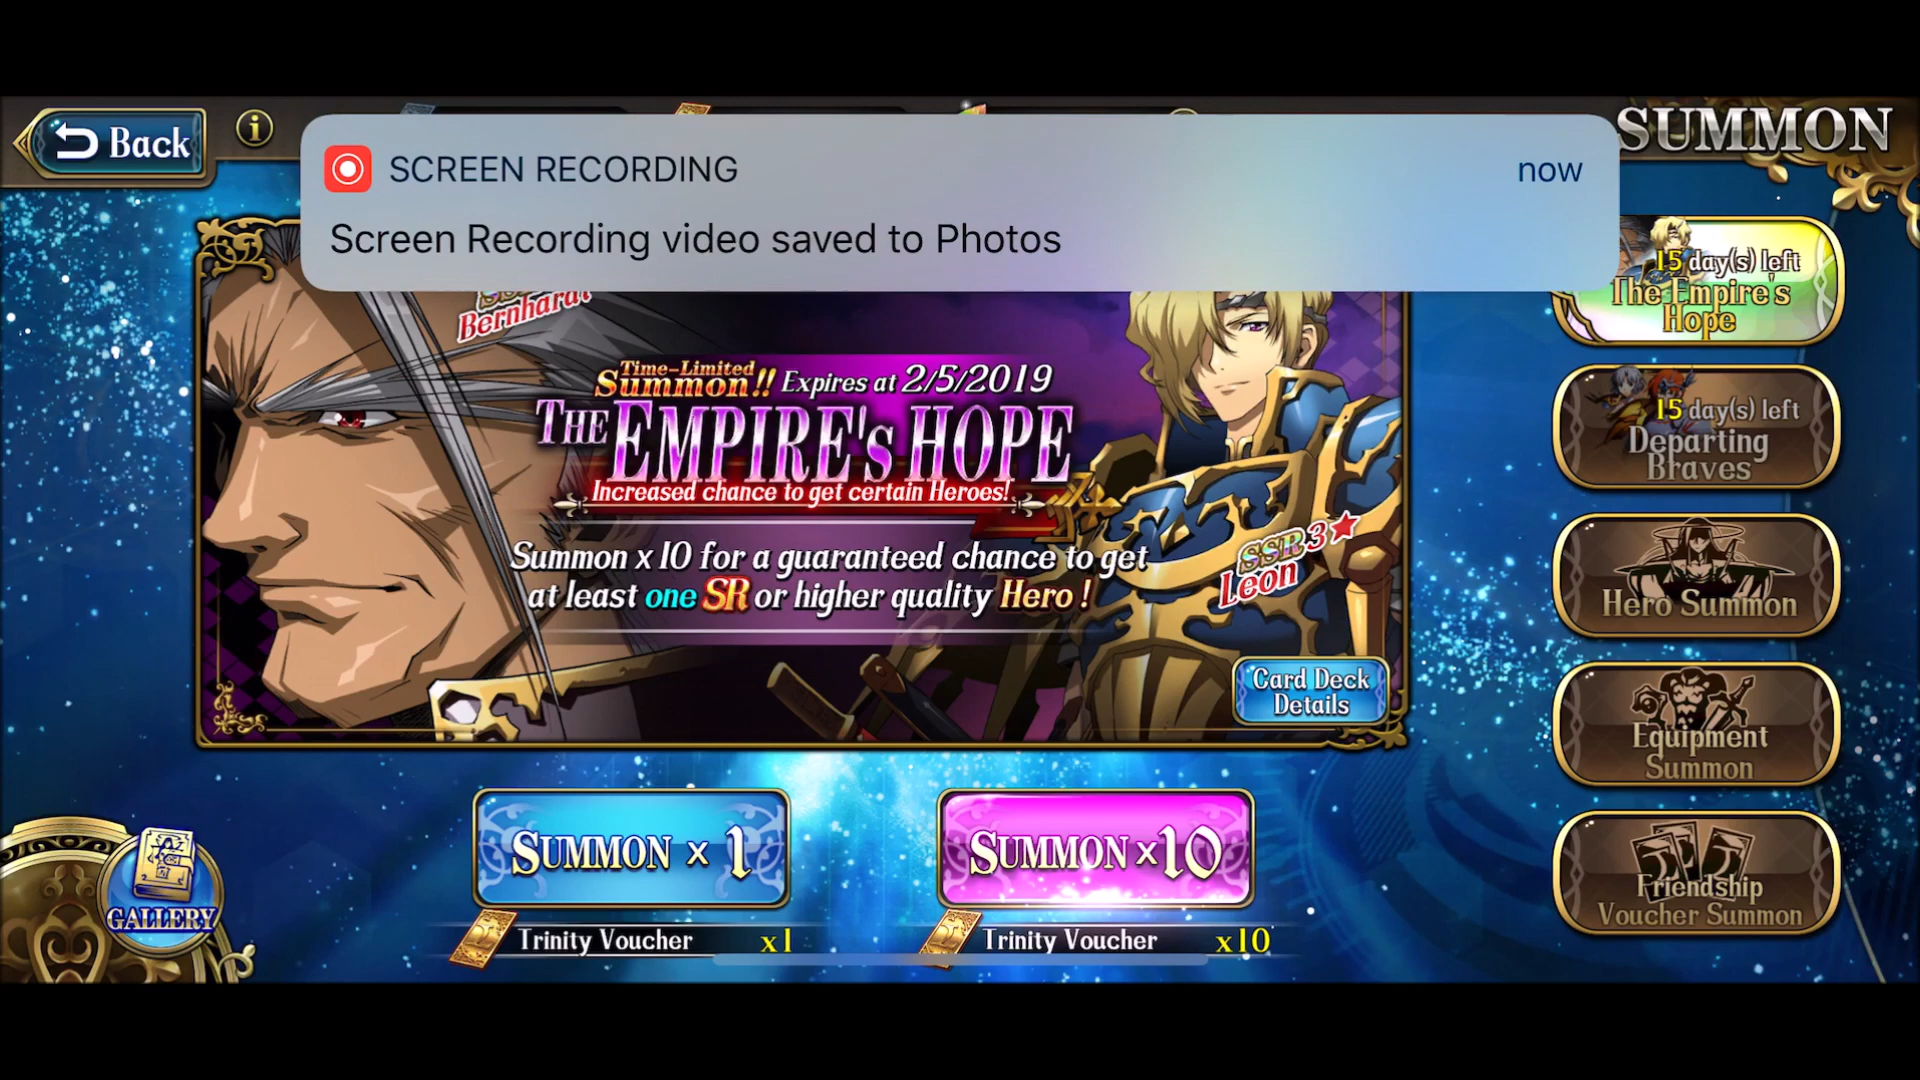 Back
i
SUMMON
SCREEN RECORDING
now
Screen Recording video saved to Photos
Bernhardt
Time-Limited
Summon!! Expires at 2/5/2019
THE EMPIRE's HOPE
Increased chance to get certain Heroes!
Summon x 10 for a guaranteed chance to get
at least one SR or higher quality Hero !
SSR3★
Leon
Card Deck
Details
15 day(s) left
The Empire's
Hope
15 day(s) left
Departing
Braves
Hero Summon
Equipment
Summon
Friendship
Voucher Summon
GALLERY
SUMMON × 1
Trinity Voucher x1
SUMMON ×10
Trinity Voucher x10